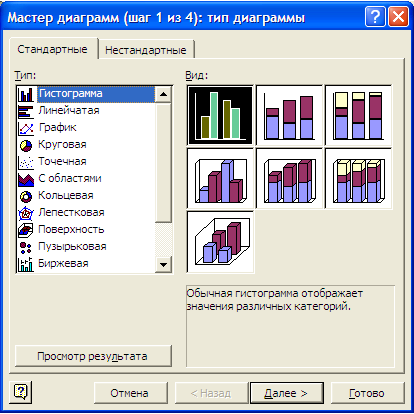 Мастер диаграмм (шаг 1 из 4): тип диаграммы
Стандартные
Нестандартные
Тип:
Гистограмма
Линейчатая
График
Круговая
Точечная
С областями
Кольцевая
Лепестковая
Поверхность
Пузырьковая
Биржевая
Вид:
Обычная гистограмма отображает
значения различных категорий.
Просмотр результата
Отмена
< Назад
Далее >
Готово